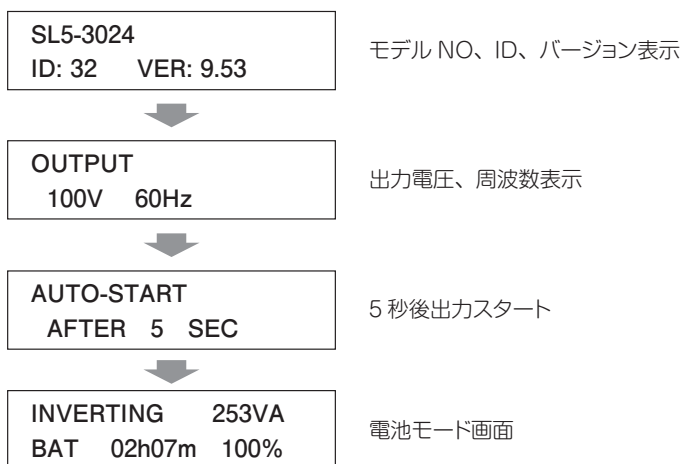 SL5-3024
ID: 32 VER: 9.53
モデル NO、ID、バージョン表示
OUTPUT
100V 60Hz
出力電圧、周波数表示
AUTO-START
AFTER 5 SEC
5 秒後出力スタート
INVERTING 253VA
BAT 02h07m 100%
電池モード画面